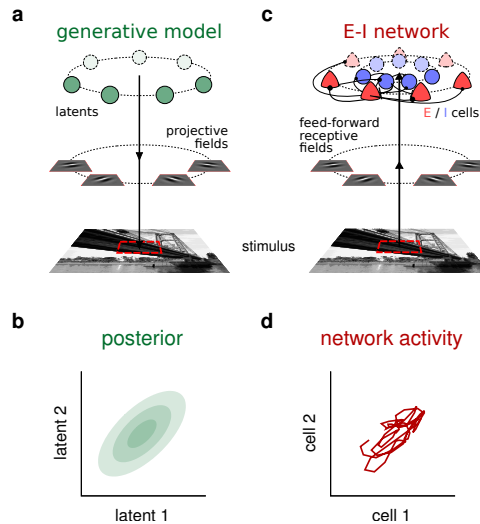 a
generative model
latents
projective
fields
c
E-I network
E / I cells
feed-forward
receptive
fields
stimulus
b
posterior
latent 2
latent 1
d
network activity
cell 2
cell 1